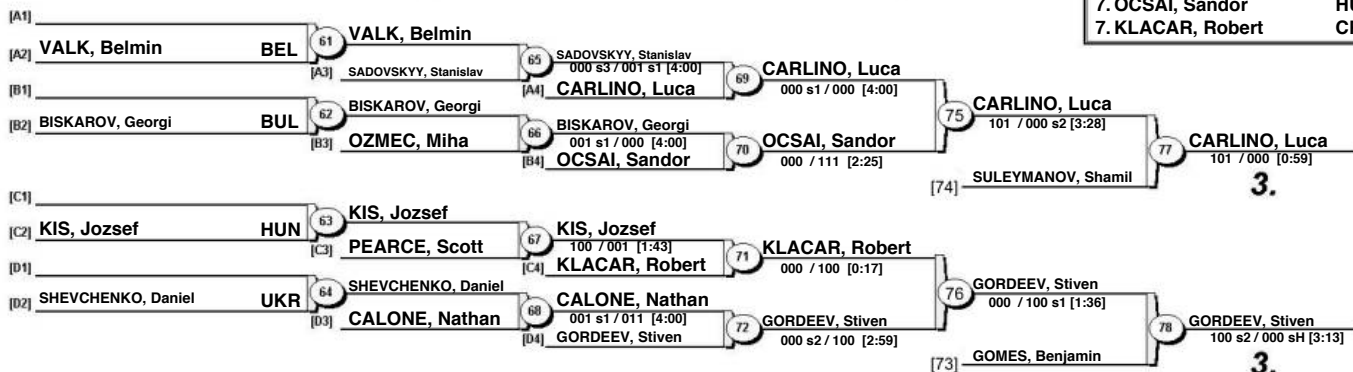 7. OCSAI, Sandor
7. KLACAR, Robert
[A1]
[A2] VALK, Belmin BEL
61
VALK, Belmin
[A3] SADOVSKYY, Stanislav
65
SADOVSKYY, Stanislav
000 s3 / 001 s1 [4:00]
[A4] CARLINO, Luca
69
CARLINO, Luca
000 s1 / 000 [4:00]
[B1]
[B2] BISKAROV, Georgi BUL
62
BISKAROV, Georgi
[B3] OZMEC, Miha
66
BISKAROV, Georgi
001 s1 / 000 [4:00]
[B4] OCSAI, Sandor
70
OCSAI, Sandor
000 / 111 [2:25]
75
CARLINO, Luca
101 / 000 s2 [3:28]
[74] SULEYMANOV, Shamil
77
CARLINO, Luca
101 / 000 [0:59]
3.
[C1]
[C2] KIS, Jozsef HUN
63
KIS, Jozsef
[C3] PEARCE, Scott
67
KIS, Jozsef
100 / 001 [1:43]
[C4] KLACAR, Robert
71
KLACAR, Robert
000 / 100 [0:17]
[D1]
[D2] SHEVCHENKO, Daniel UKR
64
SHEVCHENKO, Daniel
[D3] CALONE, Nathan
68
CALONE, Nathan
001 s1 / 011 [4:00]
[D4] GORDEEV, Stiven
72
GORDEEV, Stiven
000 s2 / 100 [2:59]
76
GORDEEV, Stiven
000 / 100 s1 [1:36]
[73] GOMES, Benjamin
78
GORDEEV, Stiven
100 s2 / 000 sH [3:13]
3.